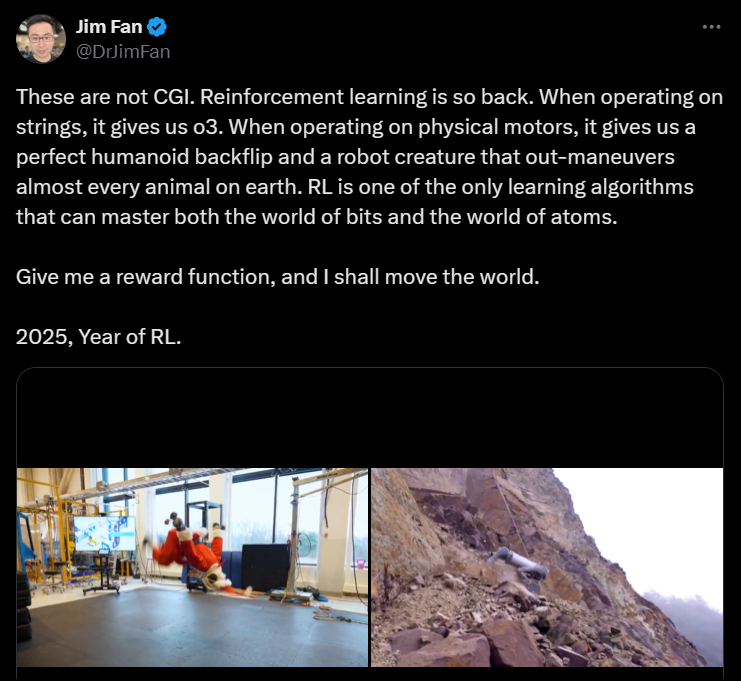 Jim Fan
@DrJimFan
These are not CGI. Reinforcement learning is so back. When operating on
strings, it gives us o3. When operating on physical motors, it gives us a
perfect humanoid backflip and a robot creature that out-maneuvers
almost every animal on earth. RL is one of the only learning algorithms
that can master both the world of bits and the world of atoms.
Give me a reward function, and I shall move the world.
2025, Year of RL.